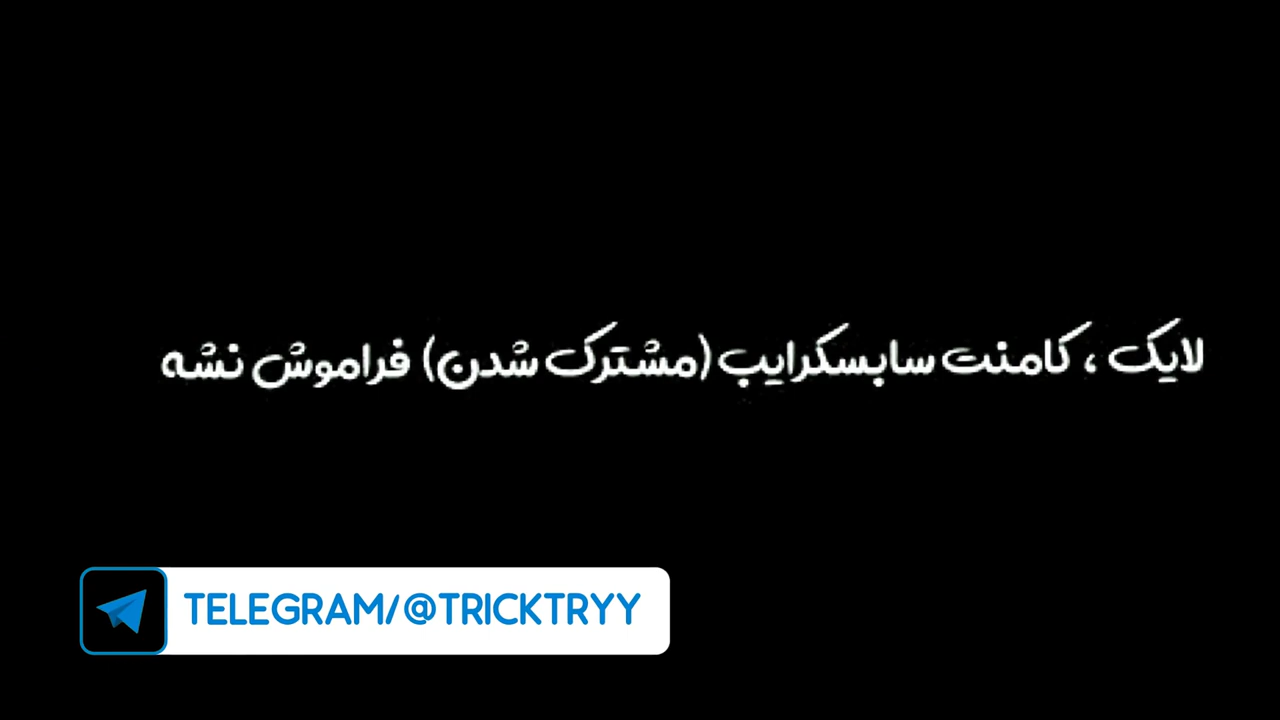 لایک ، کامنت سابسکرایب (مشترک شدن) فراموش نشه
TELEGRAM/@TRICKTRYY